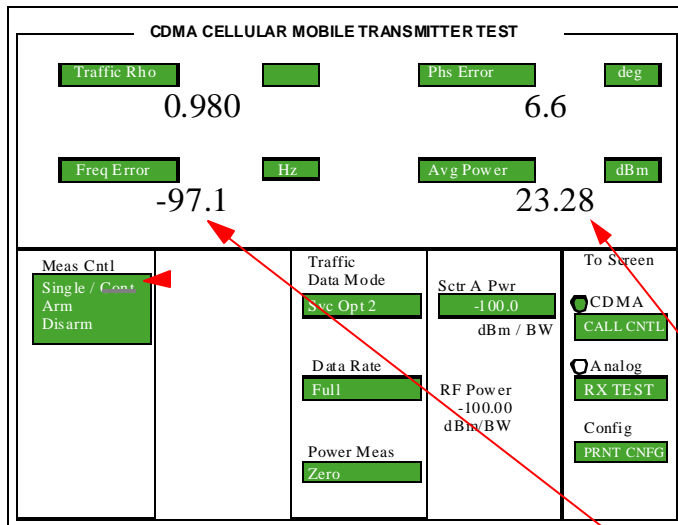 CDMA CELLULAR MOBILE TRANSMITTER TEST
Traffic Rho
Phs Error
deg
0.980
6.6
Freq Error
Hz
Avg Power
dBm
-97.1
23.28
Meas Cntl
Single / Cont
Arm
Disarm
Traffic
Data Mode
Svc Opt 2
Data Rate
Full
Power Meas
Zero
Sctr A Pwr
-100.0
dBm / BW
RF Power
-100.00
dBm/BW
To Screen
CDMA
CALL CNTL
Analog
RX TEST
Config
PRNT CNFG